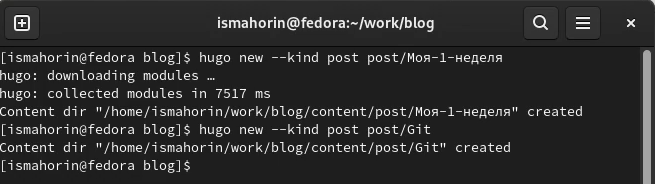 ismahorin@fedora:~/work/blog
[ismahorin@fedora blog]$ hugo new --kind post post/Моя-1-неделя
hugo: downloading modules …
hugo: collected modules in 7517 ms
Content dir "/home/ismahorin/work/blog/content/post/Моя-1-неделя" created
[ismahorin@fedora blog]$ hugo new --kind post post/Git
Content dir "/home/ismahorin/work/blog/content/post/Git" created
[ismahorin@fedora blog]$